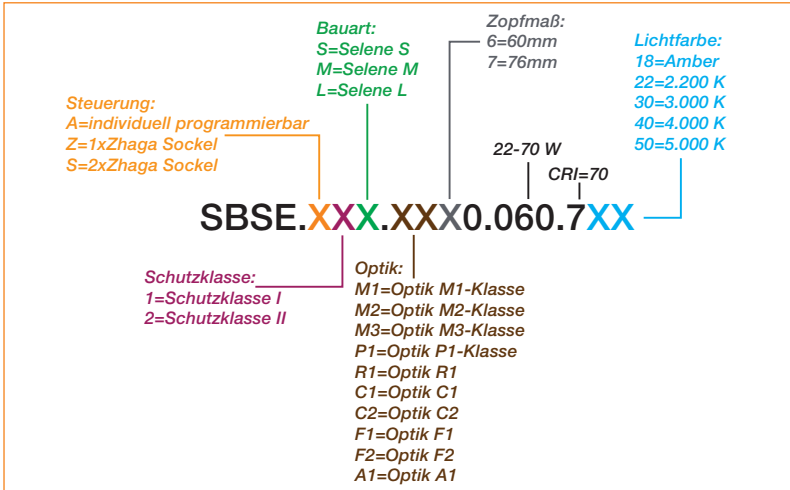 Bauart:
S=Selene S
M=Selene M
L=Selene L
Zopfmaß:
6=60mm
7=76mm
Lichtfarbe:
18=Amber
22=2.200 K
30=3.000 K
40=4.000 K
50=5.000 K
Steuerung:
A=individuell programmierbar
Z=1xZhaga Sockel
S=2xZhaga Sockel
22-70 W
CRI=70
SBSE.XXX.XXX0.060.7XX
Schutzklasse:
1=Schutzklasse I
2=Schutzklasse II
Optik:
M1=Optik M1-Klasse
M2=Optik M2-Klasse
M3=Optik M3-Klasse
P1=Optik P1-Klasse
R1=Optik R1
C1=Optik C1
C2=Optik C2
F1=Optik F1
F2=Optik F2
A1=Optik A1